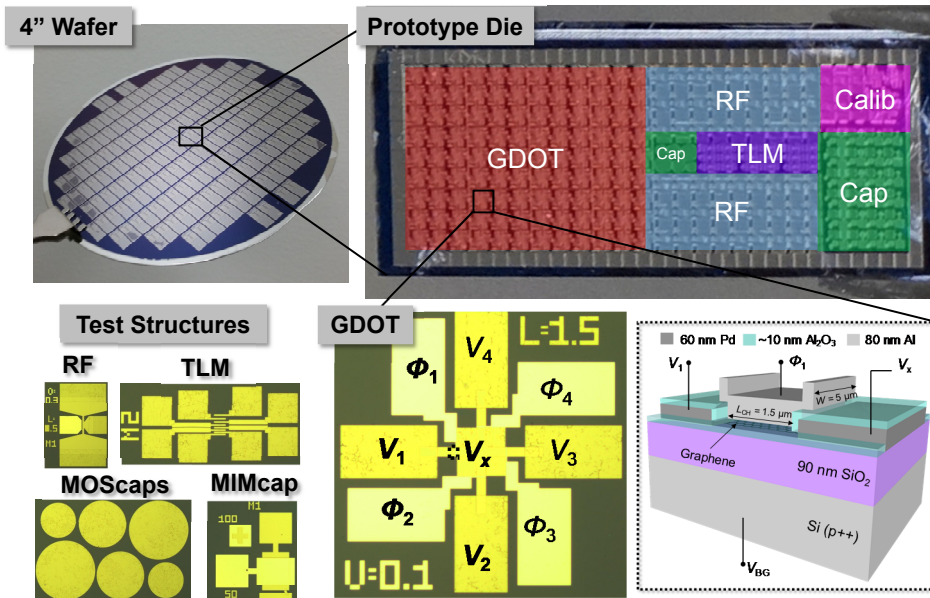 4” Wafer
Prototype Die
RF
Calib
GDOT
Cap
TLM
Cap
RF
Test Structures
GDOT
RF
TLM
L=1.5
V4
Φ1
Φ4
M2
V1
Vx
V3
Φ2
Φ3
V2
MOScaps
MIMcap
M1
100
50
60 nm Pd
~10 nm Al₂O₃
80 nm Al
V1
Φ1
Vx
W = 5 μm
LCH = 1.5 μm
Graphene
90 nm SiO₂
Si (p++)
VBG